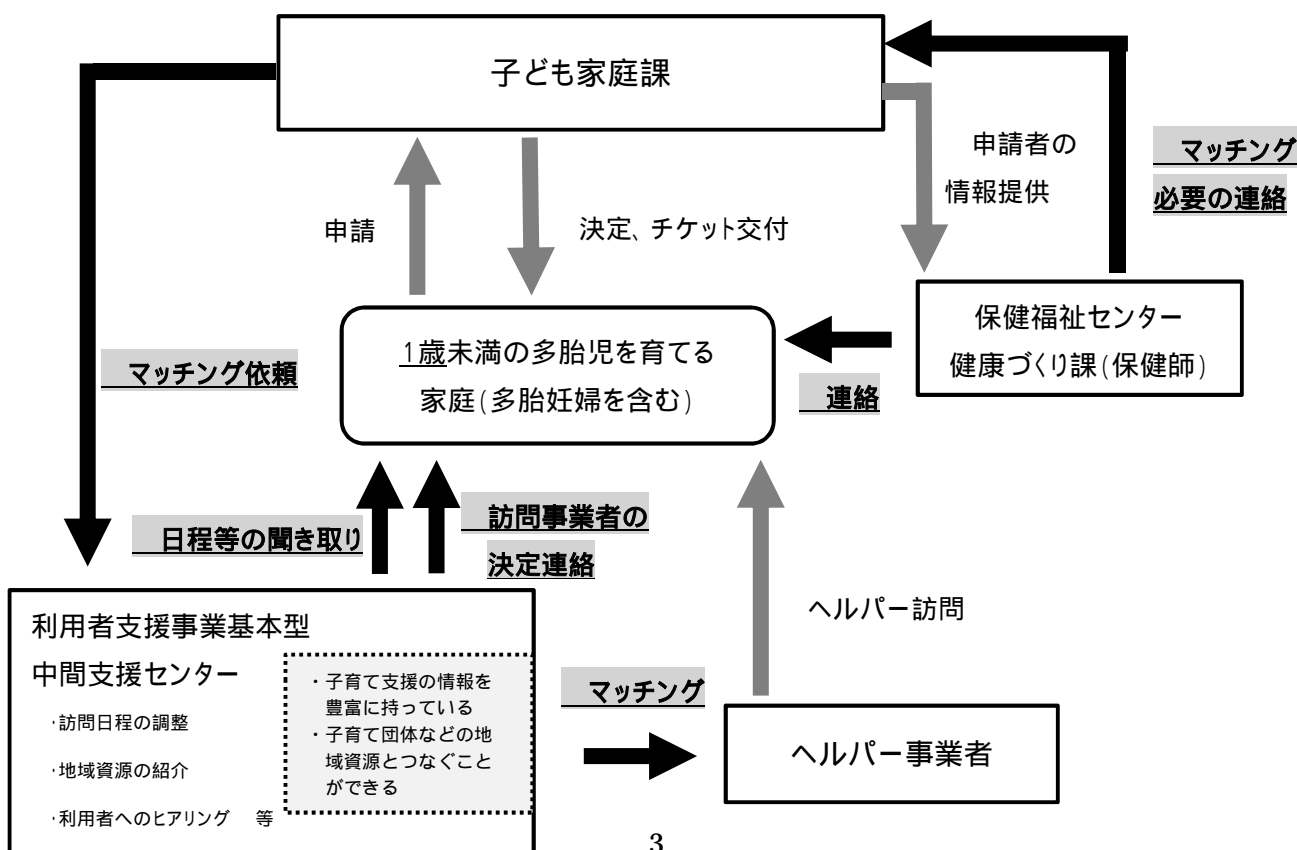 子ども家庭課
申請者の
情報提供
マッチング
必要の連絡
申請
決定、チケット交付
保健福祉センター
健康づくり課(保健師)
1歳未満の多胎児を育てる
家庭(多胎妊婦を含む)
マッチング依頼
連絡
日程等の聞き取り
訪問事業者の
決定連絡
ヘルパー訪問
利用者支援事業基本型
中間支援センター
・訪問日程の調整
・地域資源の紹介
・利用者へのヒアリング 等
・子育て支援の情報を
豊富に持っている
・子育て団体などの地
域資源とつなぐこと
ができる
マッチング
ヘルパー事業者
3